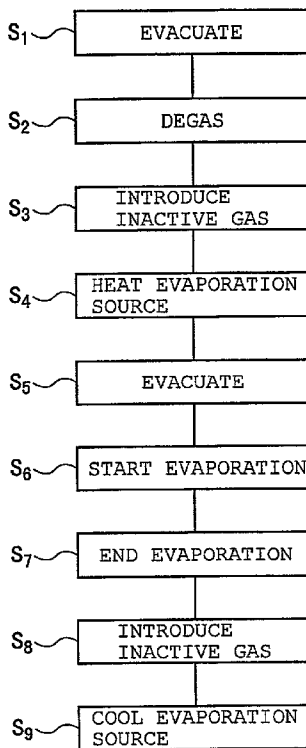 S1 EVACUATE
S2 DEGAS
S3 INTRODUCE
INACTIVE GAS
S4 HEAT EVAPORATION
SOURCE
S5 EVACUATE
S6 START EVAPORATION
S7 END EVAPORATION
S8 INTRODUCE
INACTIVE GAS
S9 COOL EVAPORATION
SOURCE